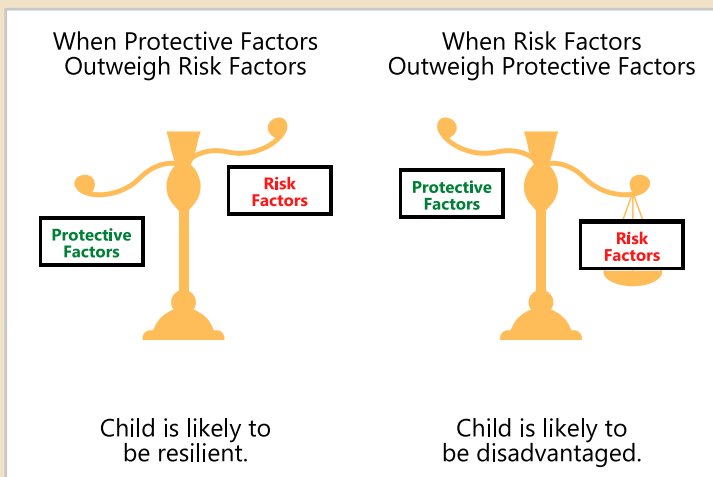 When Protective Factors
Outweigh Risk Factors
Protective
Factors
Risk
Factors
Child is likely to
be resilient.
When Risk Factors
Outweigh Protective Factors
Protective
Factors
Risk
Factors
Child is likely to
be disadvantaged.